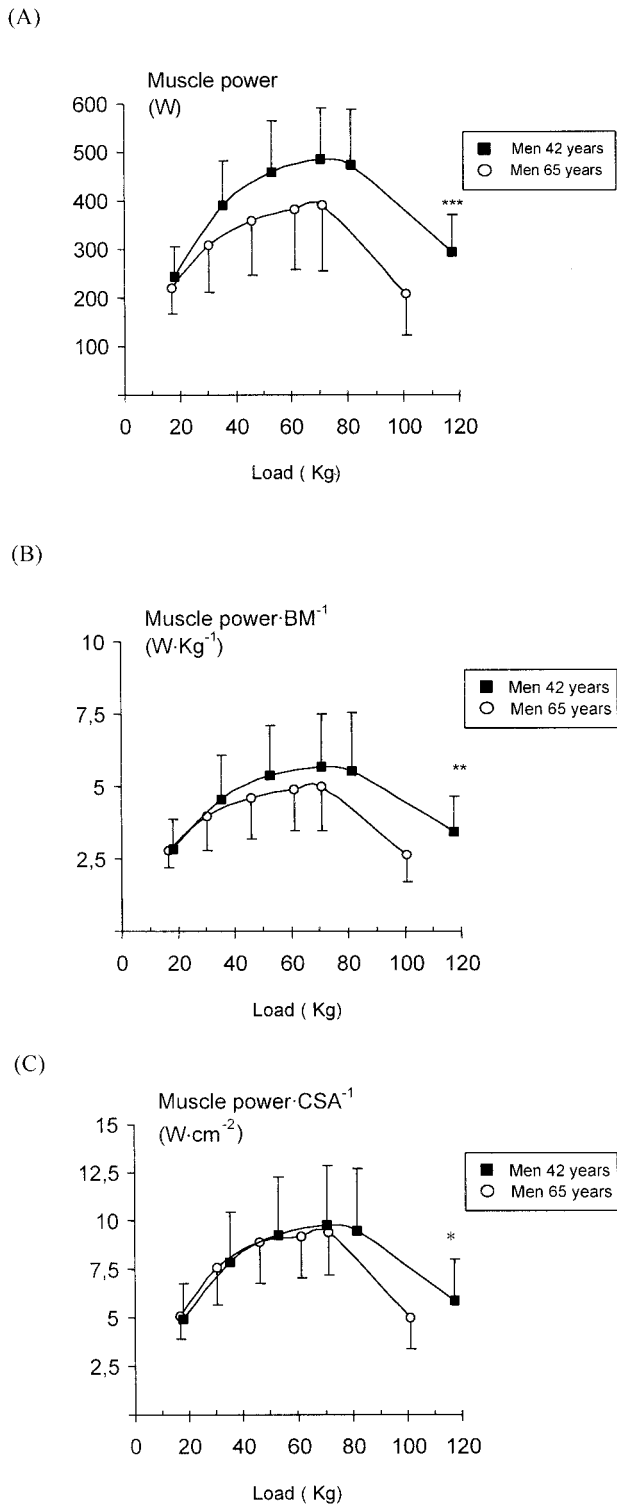 (A)
Muscle power
(W)
600
500
400
300
200
100
0 20 40 60 80 100 120
Load ( Kg)
Men 42 years
Men 65 years
***
(B)
Muscle power·BM⁻¹
(W·Kg⁻¹)
10
7,5
5
2,5
0 20 40 60 80 100 120
Load ( Kg)
Men 42 years
Men 65 years
**
(C)
Muscle power·CSA⁻¹
(W·cm⁻²)
15
12,5
10
7,5
5
2,5
0 20 40 60 80 100 120
Load ( Kg)
Men 42 years
Men 65 years
*